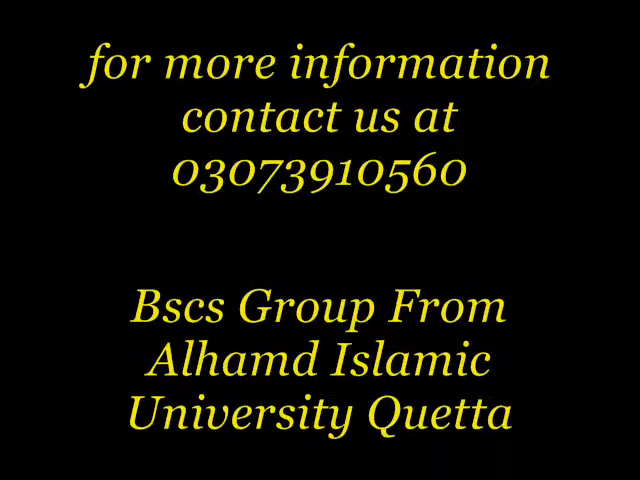 for more information
contact us at
03073910560
Bscs Group From
Alhamd Islamic
University Quetta